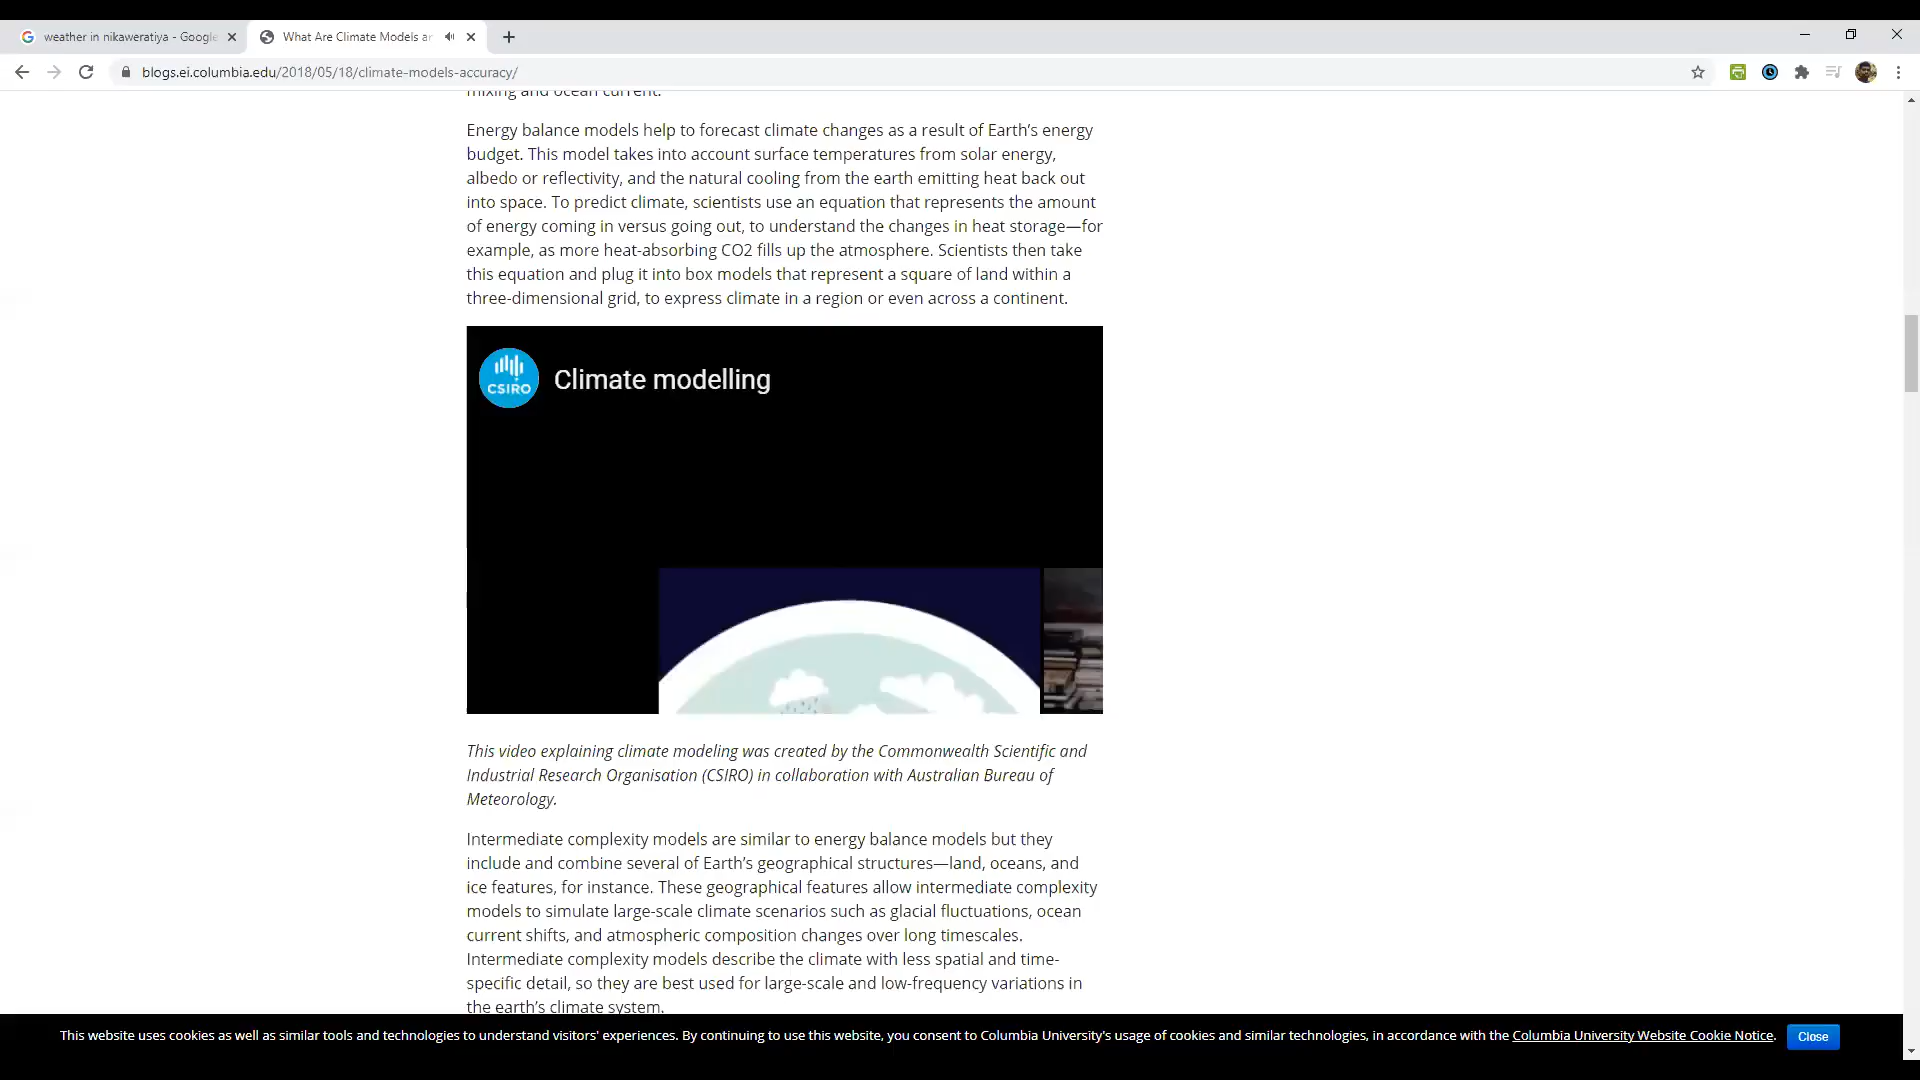 weather in nikaweratiya - Google
What Are Climate Models ar
blogs.ei.columbia.edu/2018/05/18/climate-models-accuracy/
mixing and ocean current.
Energy balance models help to forecast climate changes as a result of Earth’s energy
budget. This model takes into account surface temperatures from solar energy,
albedo or reflectivity, and the natural cooling from the earth emitting heat back out
into space. To predict climate, scientists use an equation that represents the amount
of energy coming in versus going out, to understand the changes in heat storage—for
example, as more heat-absorbing CO2 fills up the atmosphere. Scientists then take
this equation and plug it into box models that represent a square of land within a
three-dimensional grid, to express climate in a region or even across a continent.
CSIRO
Climate modelling
This video explaining climate modeling was created by the Commonwealth Scientific and
Industrial Research Organisation (CSIRO) in collaboration with Australian Bureau of
Meteorology.
Intermediate complexity models are similar to energy balance models but they
include and combine several of Earth’s geographical structures—land, oceans, and
ice features, for instance. These geographical features allow intermediate complexity
models to simulate large-scale climate scenarios such as glacial fluctuations, ocean
current shifts, and atmospheric composition changes over long timescales.
Intermediate complexity models describe the climate with less spatial and time-
specific detail, so they are best used for large-scale and low-frequency variations in
the earth’s climate system.
This website uses cookies as well as similar tools and technologies to understand visitors' experiences. By continuing to use this website, you consent to Columbia University's usage of cookies and similar technologies, in accordance with the Columbia University Website Cookie Notice.
Close